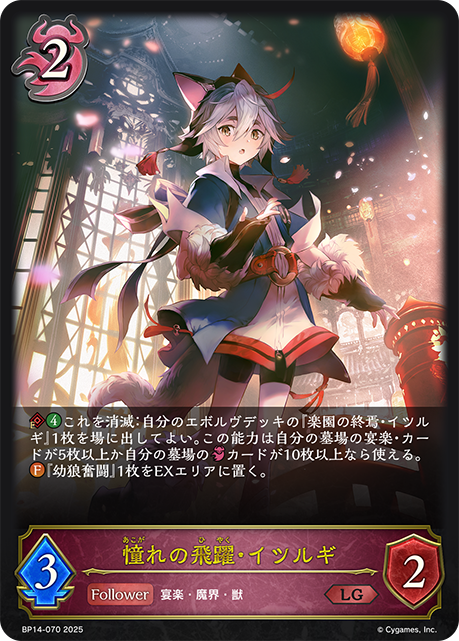 2
4 これを消滅:自分のエボルヴデッキの『楽園の終焉・イツル
ギ』1枚を場に出してよい。この能力は自分の墓場の宴楽・カー
ドが5枚以上か自分の墓場のカードが10枚以上なら使える。
F『幼狼奮闘』1枚をEXエリアに置く。
あこが ひやく
憧れの飛躍・イツルギ
3
Follower 宴楽・魔界・獣
LG
2
BP14-070 2025
© Cygames, Inc.